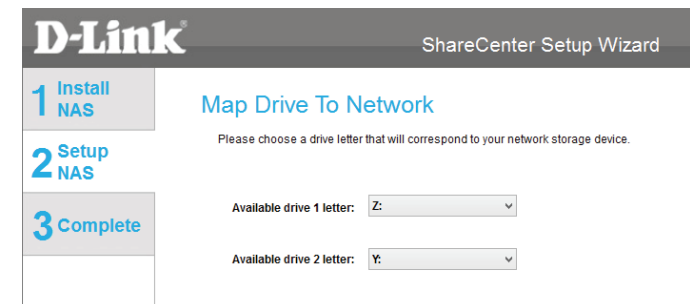 D-Link®
ShareCenter Setup Wizard
1 Install
NAS
2 Setup
NAS
3 Complete
Map Drive To Network
Please choose a drive letter that will correspond to your network storage device.
Available drive 1 letter: Z:
Available drive 2 letter: Y: